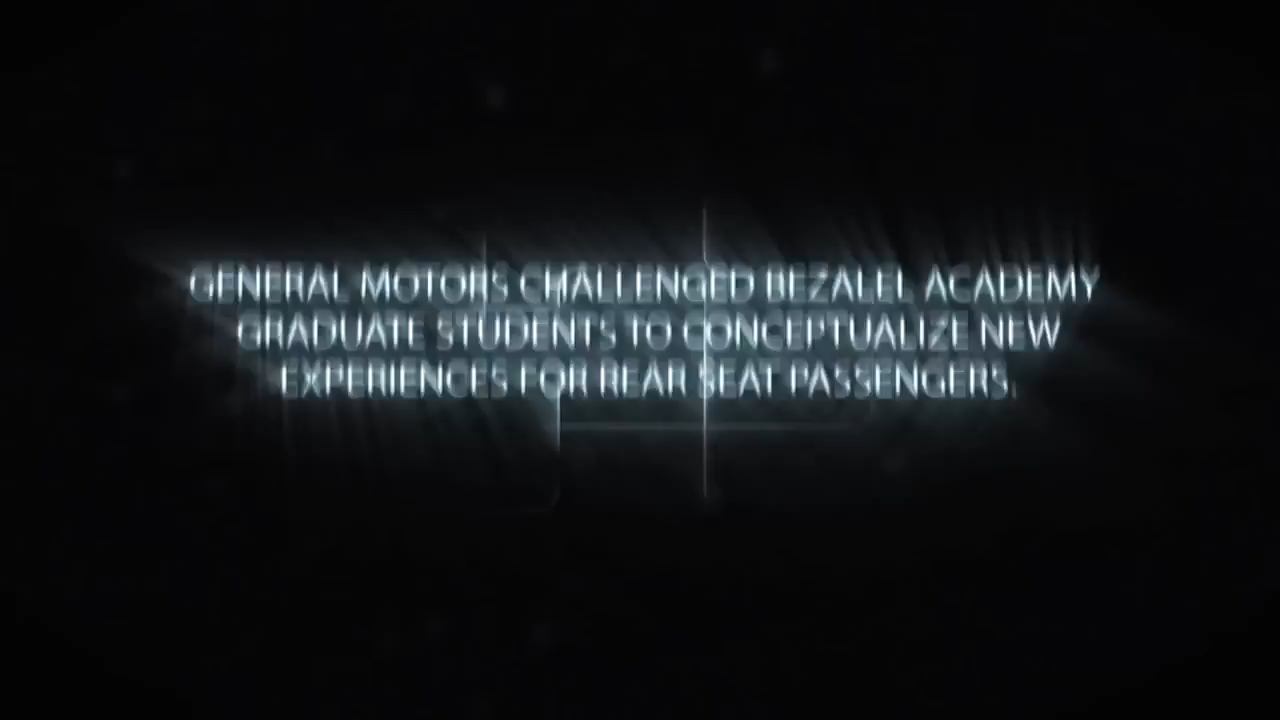 GENERAL MOTORS CHALLENGED BEZALEL ACADEMY
GRADUATE STUDENTS TO CONCEPTUALIZE NEW
EXPERIENCES FOR REAR SEAT PASSENGERS.